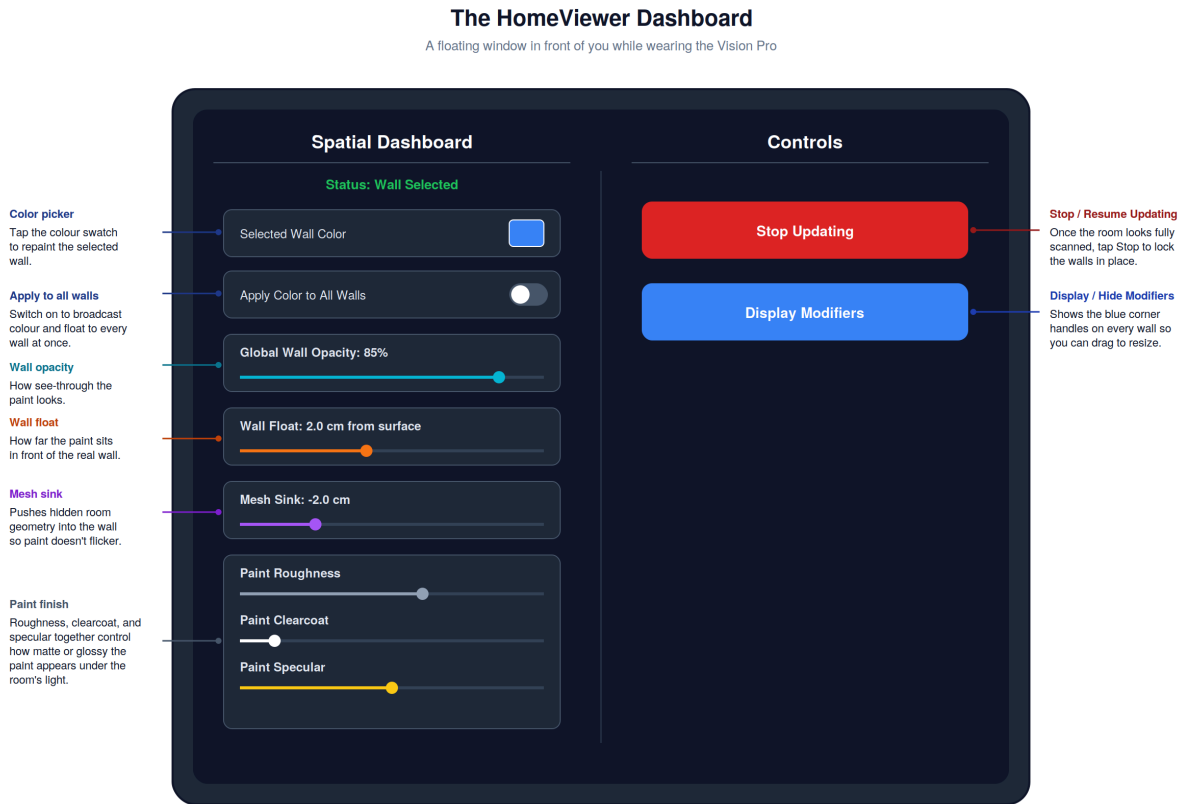 The HomeViewer Dashboard
A floating window in front of you while wearing the Vision Pro
Spatial Dashboard
Status: Wall Selected
Selected Wall Color
Apply Color to All Walls
Global Wall Opacity: 85%
Wall Float: 2.0 cm from surface
Mesh Sink: -2.0 cm
Paint Roughness
Paint Clearcoat
Paint Specular
Controls
Stop Updating
Display Modifiers
Color picker
Tap the colour swatch
to repaint the selected
wall.
Apply to all walls
Switch on to broadcast
colour and float to every
wall at once.
Wall opacity
How see-through the
paint looks.
Wall float
How far the paint sits
in front of the real wall.
Mesh sink
Pushes hidden room
geometry into the wall
so paint doesn't flicker.
Paint finish
Roughness, clearcoat, and
specular together control
how matte or glossy the
paint appears under the
room's light.
Stop / Resume Updating
Once the room looks fully
scanned, tap Stop to lock
the walls in place.
Display / Hide Modifiers
Shows the blue corner
handles on every wall so
you can drag to resize.